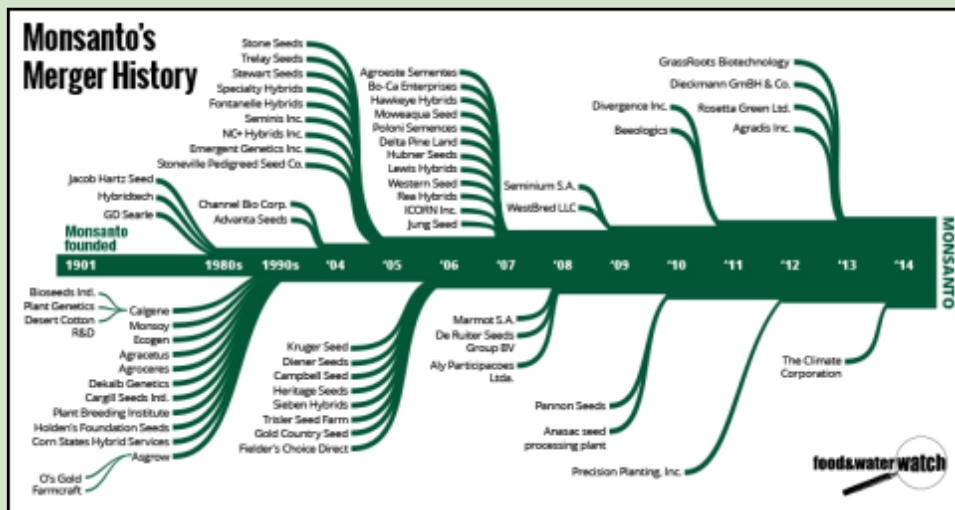 Monsanto's
Merger History
Stone Seeds
Trelay Seeds
Stewart Seeds
Specialty Hybrids
Fontanelle Hybrids
Seminis Inc.
NC+ Hybrids Inc.
Emergent Genetics Inc.
Stoneville Pedigreed Seed Co.
Agroeste Sementes
Bo-Ca Enterprises
Hawkeye Hybrids
Moweaqua Seed
Poloni Semences
Delta Pine Land
Hubner Seeds
Lewis Hybrids
Western Seed
Rea Hybrids
ICORN Inc.
Jung Seed
GrassRoots Biotechnology
Dieckmann GmBH & Co.
Rosetta Green Ltd.
Agradis Inc.
Divergence Inc.
Beeologics
Seminium S.A.
WestBred LLC
Jacob Hartz Seed
Hybridtech
GD Searle
Channel Bio Corp.
Advanta Seeds
Monsanto
founded
1901 1980s 1990s '04 '05 '06 '07 '08 '09 '10 '11 '12 '13 '14
MONSANTO
Bioseeds Intl.
Plant Genetics
Desert Cotton
R&D
Calgene
Monsoy
Ecogen
Agracetus
Agroceres
Dekalb Genetics
Cargill Seeds Intl.
Plant Breeding Institute
Holden's Foundation Seeds
Corn States Hybrid Services
Asgrow
O's Gold
Farmcraft
Kruger Seed
Diener Seeds
Campbell Seed
Heritage Seeds
Sieben Hybrids
Trisler Seed Farm
Gold Country Seed
Fielder's Choice Direct
Marmot S.A.
De Ruiter Seeds
Group BV
Aly Participacoes
Ltda.
Pannon Seeds
Anasac seed
processing plant
Precision Planting, Inc.
The Climate
Corporation
food&waterwatch